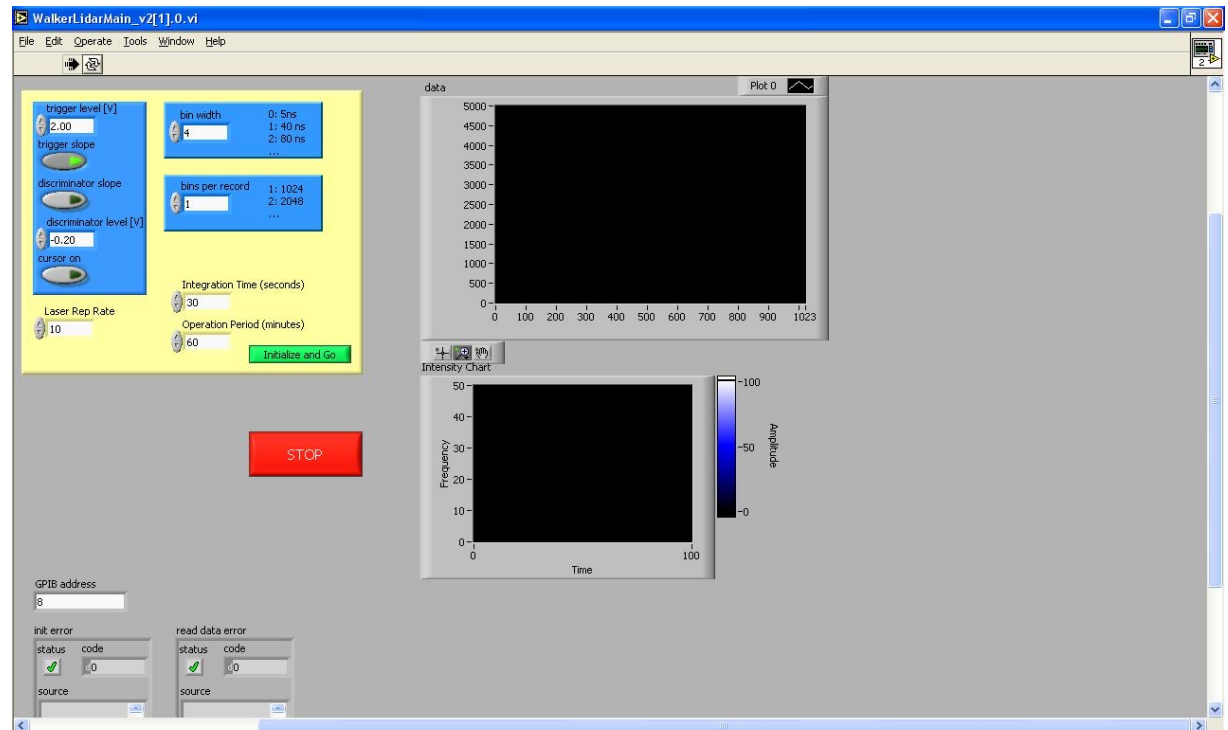 WalkerLidarMain_v2[1].0.vi
File Edit Operate Tools Window Help
2
trigger level [V]
2.00
trigger slope
discriminator slope
discriminator level [V]
-0.20
cursor on
Laser Rep Rate
10
bin width
4
0: 5ns
1: 40 ns
2: 80 ns
...
bins per record
1
1: 1024
2: 2048
...
Integration Time (seconds)
30
Operation Period (minutes)
60
Initialize and Go
STOP
GPIB address
8
init error
status code
0
source
read data error
status code
0
source
data
Plot 0
5000
4500
4000
3500
3000
2500
2000
1500
1000
500
0
0 100 200 300 400 500 600 700 800 900 1023
Intensity Chart
Frequency
50
40
30
20
10
0
0 100
Time
100
50
0
Amplitude